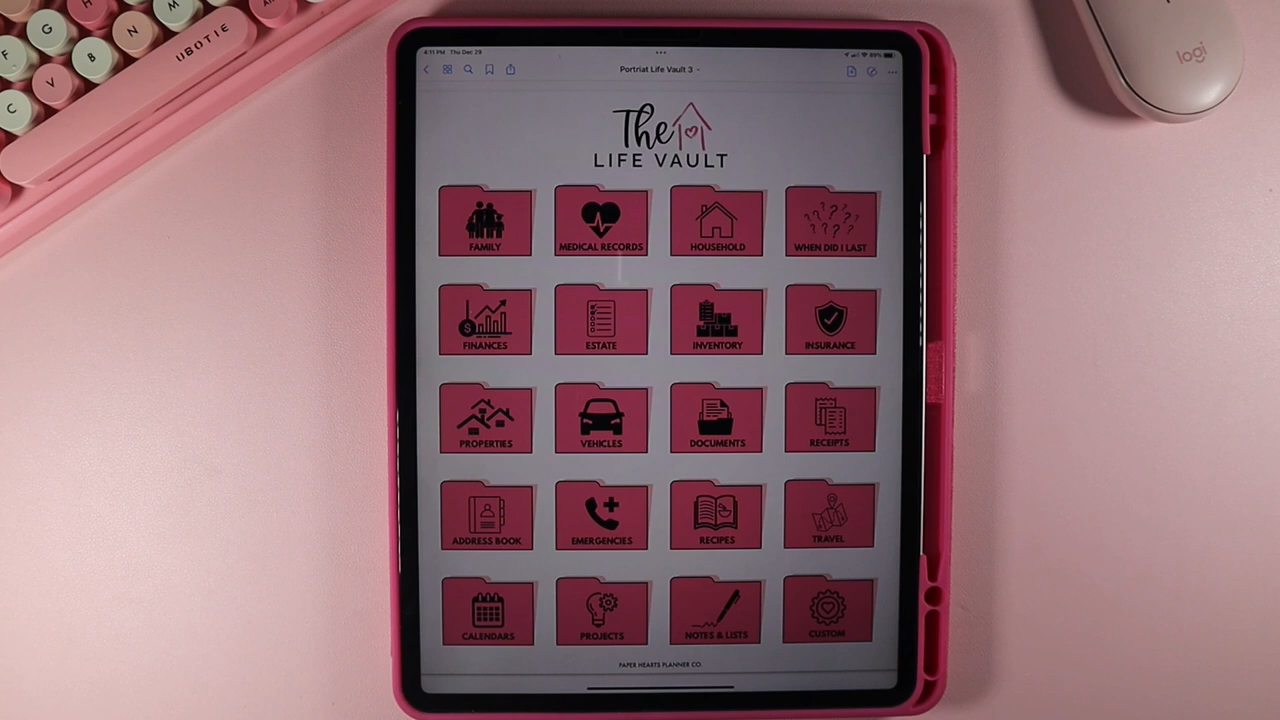 G
H
M
N
F
B
V
C
UBOTIE
logi
4:11 PM Thu Dec 29
39%
Portriat Life Vault 3
The
LIFE VAULT
FAMILY
MEDICAL RECORDS
HOUSEHOLD
WHEN DID I LAST
FINANCES
ESTATE
INVENTORY
INSURANCE
PROPERTIES
VEHICLES
DOCUMENTS
RECEIPTS
ADDRESS BOOK
EMERGENCIES
RECIPES
TRAVEL
CALENDARS
PROJECTS
NOTES & LISTS
CUSTOM
PAPER HEARTS PLANNER CO.